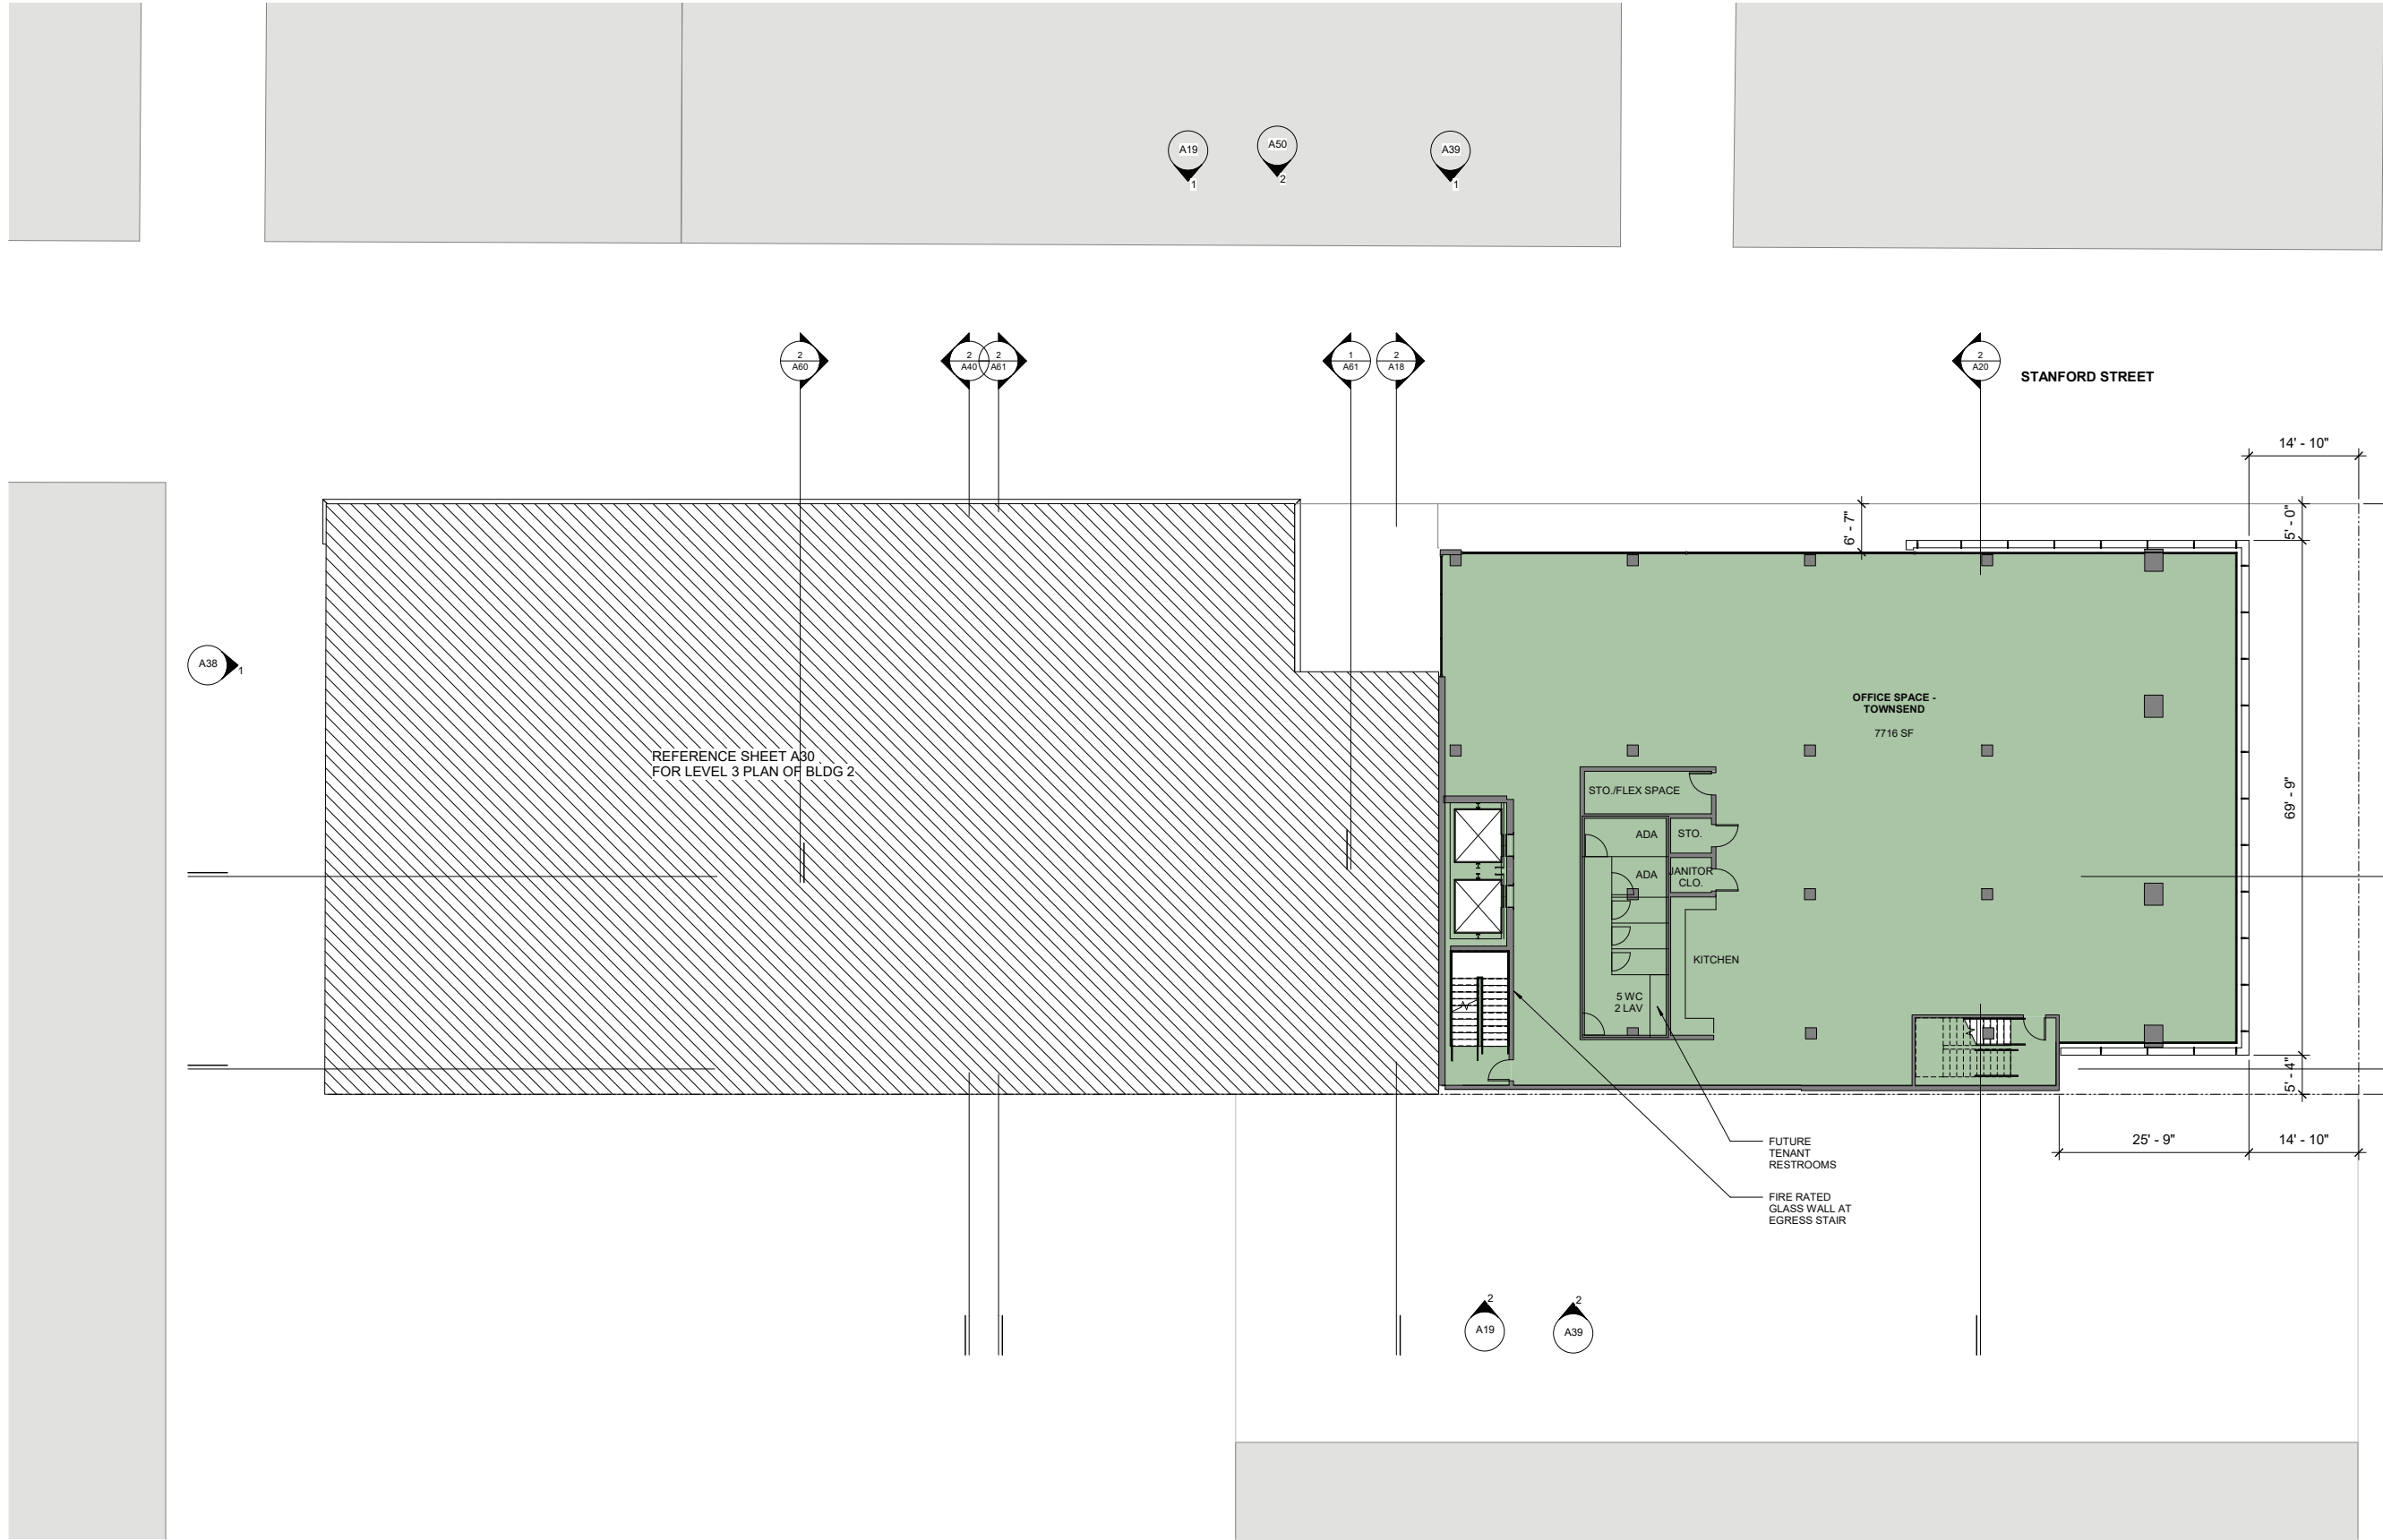 A19
1
A50
2
A39
1
2
A60
2
A40
2
A61
1
A61
2
A18
2
A20
STANFORD STREET
14' - 10"
6' - 7"
5' - 0"
A38
1
OFFICE SPACE -
TOWNSEND
7716 SF
REFERENCE SHEET A30
FOR LEVEL 3 PLAN OF BLDG 2
STO./FLEX SPACE
69' - 9"
ADA
STO.
ADA
JANITOR
CLO.
KITCHEN
5 WC
2 LAV
5' - 4"
FUTURE
TENANT
RESTROOMS
25' - 9"
14' - 10"
FIRE RATED
GLASS WALL AT
EGRESS STAIR
2
A19
2
A39